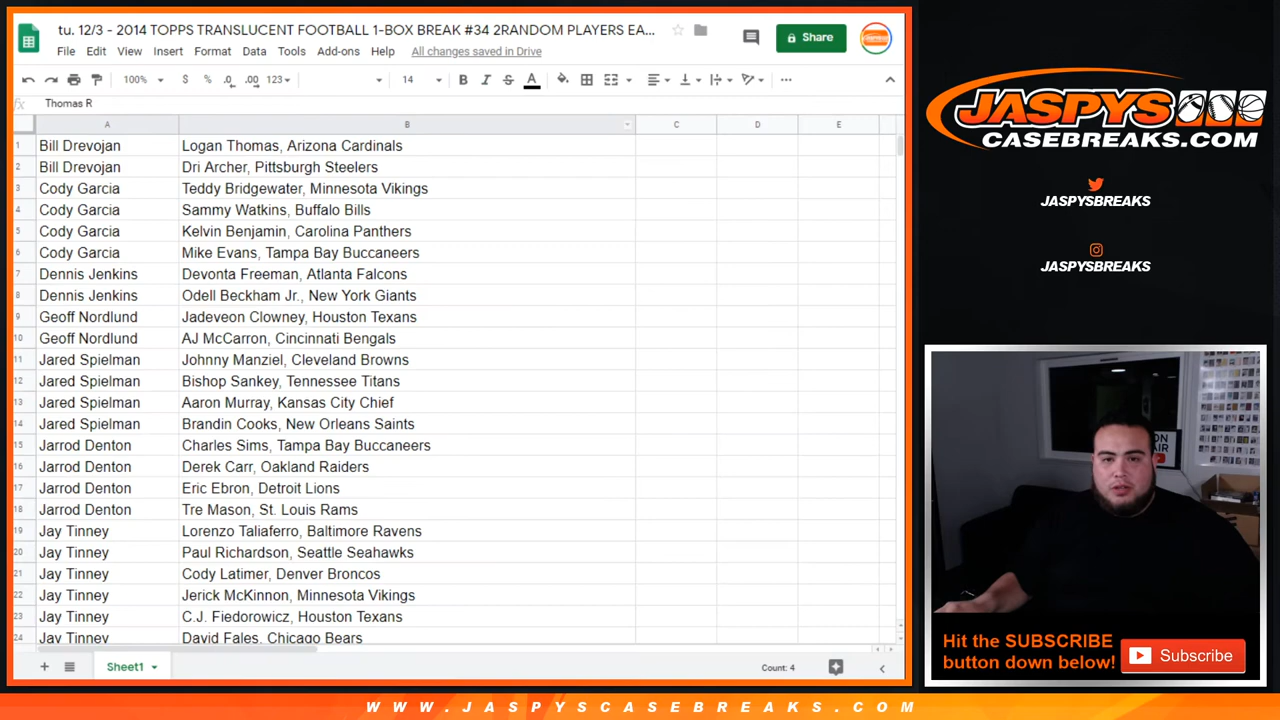 tu. 12/3 - 2014 TOPPS TRANSLUCENT FOOTBALL 1-BOX BREAK #34 2RANDOM PLAYERS EA...
Share
File Edit View Insert Format Data Tools Add-ons Help All changes saved in Drive
100% $ % .0 .00 123 14 B I S A
fx Thomas R
A B C D E
1 Bill Drevojan Logan Thomas, Arizona Cardinals
2 Bill Drevojan Dri Archer, Pittsburgh Steelers
3 Cody Garcia Teddy Bridgewater, Minnesota Vikings
4 Cody Garcia Sammy Watkins, Buffalo Bills
5 Cody Garcia Kelvin Benjamin, Carolina Panthers
6 Cody Garcia Mike Evans, Tampa Bay Buccaneers
7 Dennis Jenkins Devonta Freeman, Atlanta Falcons
8 Dennis Jenkins Odell Beckham Jr., New York Giants
9 Geoff Nordlund Jadeveon Clowney, Houston Texans
10 Geoff Nordlund AJ McCarron, Cincinnati Bengals
11 Jared Spielman Johnny Manziel, Cleveland Browns
12 Jared Spielman Bishop Sankey, Tennessee Titans
13 Jared Spielman Aaron Murray, Kansas City Chief
14 Jared Spielman Brandin Cooks, New Orleans Saints
15 Jarrod Denton Charles Sims, Tampa Bay Buccaneers
16 Jarrod Denton Derek Carr, Oakland Raiders
17 Jarrod Denton Eric Ebron, Detroit Lions
18 Jarrod Denton Tre Mason, St. Louis Rams
19 Jay Tinney Lorenzo Taliaferro, Baltimore Ravens
20 Jay Tinney Paul Richardson, Seattle Seahawks
21 Jay Tinney Cody Latimer, Denver Broncos
22 Jay Tinney Jerick McKinnon, Minnesota Vikings
23 Jay Tinney C.J. Fiedorowicz, Houston Texans
24 Jay Tinney David Fales, Chicago Bears
Sheet1 Count: 4
JASPYS
CASEBREAKS.COM
JASPYSBREAKS
JASPYSBREAKS
ON
AIR
Hit the SUBSCRIBE
button down below!
Subscribe
WWW.JASPYSCASEBREAKS.COM